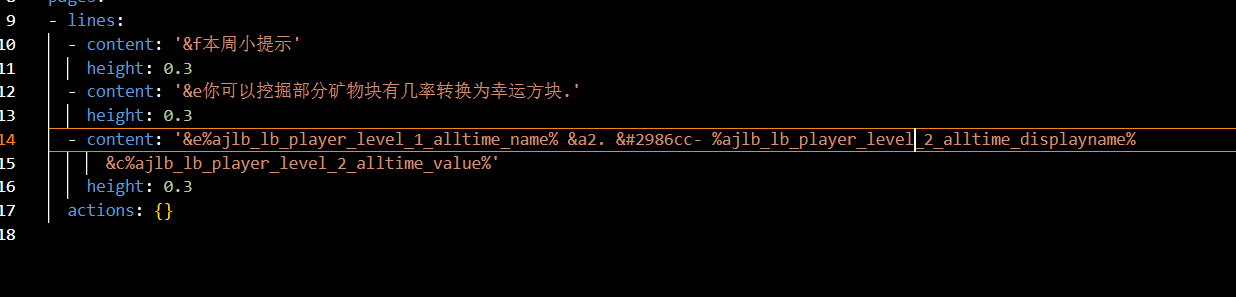 pages:
9 - lines:
10 - content: '&f本周小提示'
11 height: 0.3
12 - content: '&e你可以挖掘部分矿物块有几率转换为幸运方块.'
13 height: 0.3
14 - content: '&e%ajlb_lb_player_level_1_alltime_name% &a2. &#2986cc- %ajlb_lb_player_level_2_alltime_displayname%
15 &c%ajlb_lb_player_level_2_alltime_value%'
16 height: 0.3
17 actions: {}
18